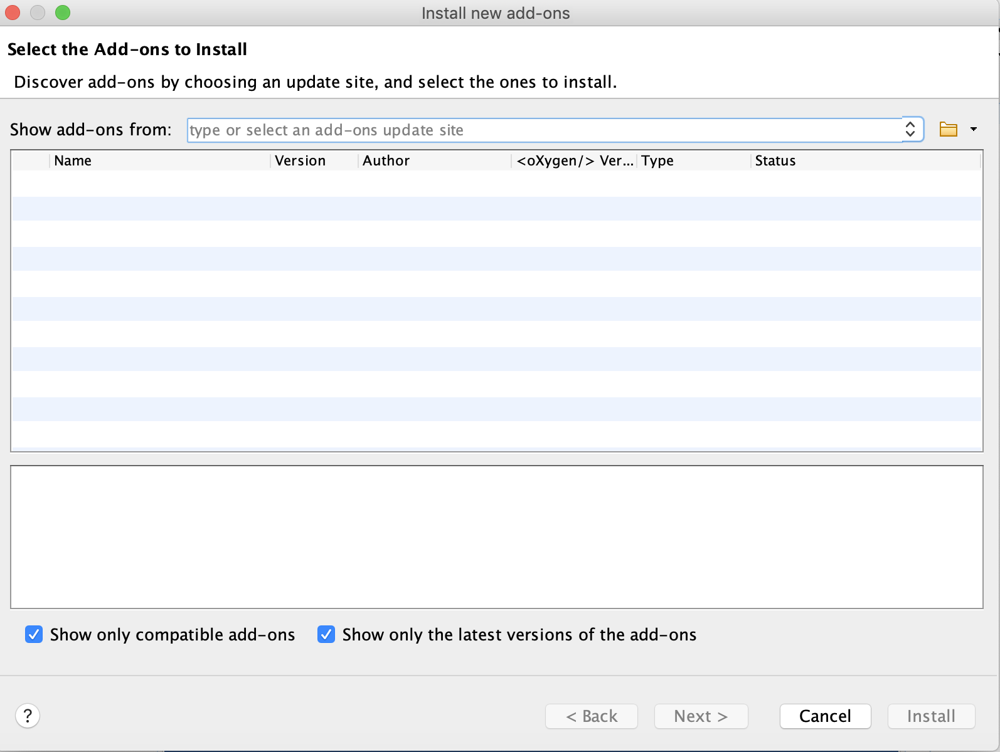 Install new add-ons
Select the Add-ons to Install
Discover add-ons by choosing an update site, and select the ones to install.
Show add-ons from: type or select an add-ons update site
Name Version Author <oXygen/> Ver... Type Status
Show only compatible add-ons Show only the latest versions of the add-ons
? < Back Next > Cancel Install